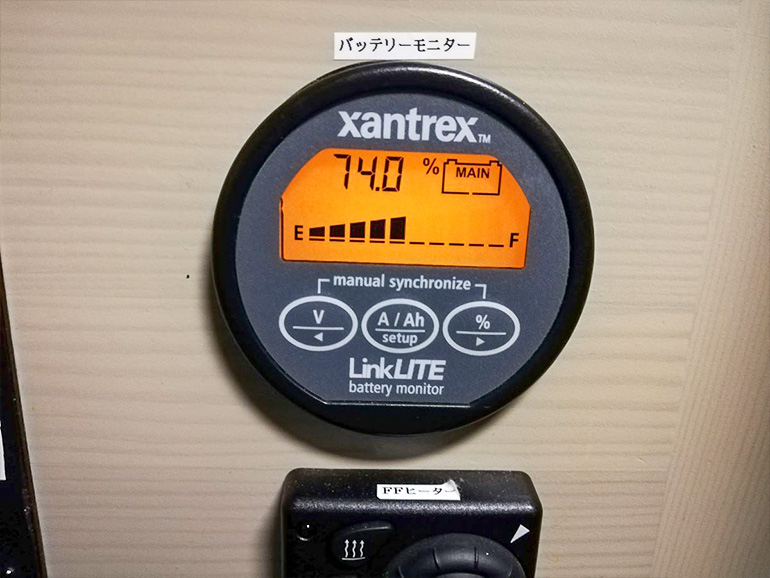 バッテリーモニター
xantrex™
74.0 % MAIN
E F
manual synchronize
V A / Ah %
◄ setup ►
LinkLITE
battery monitor
FFヒーター